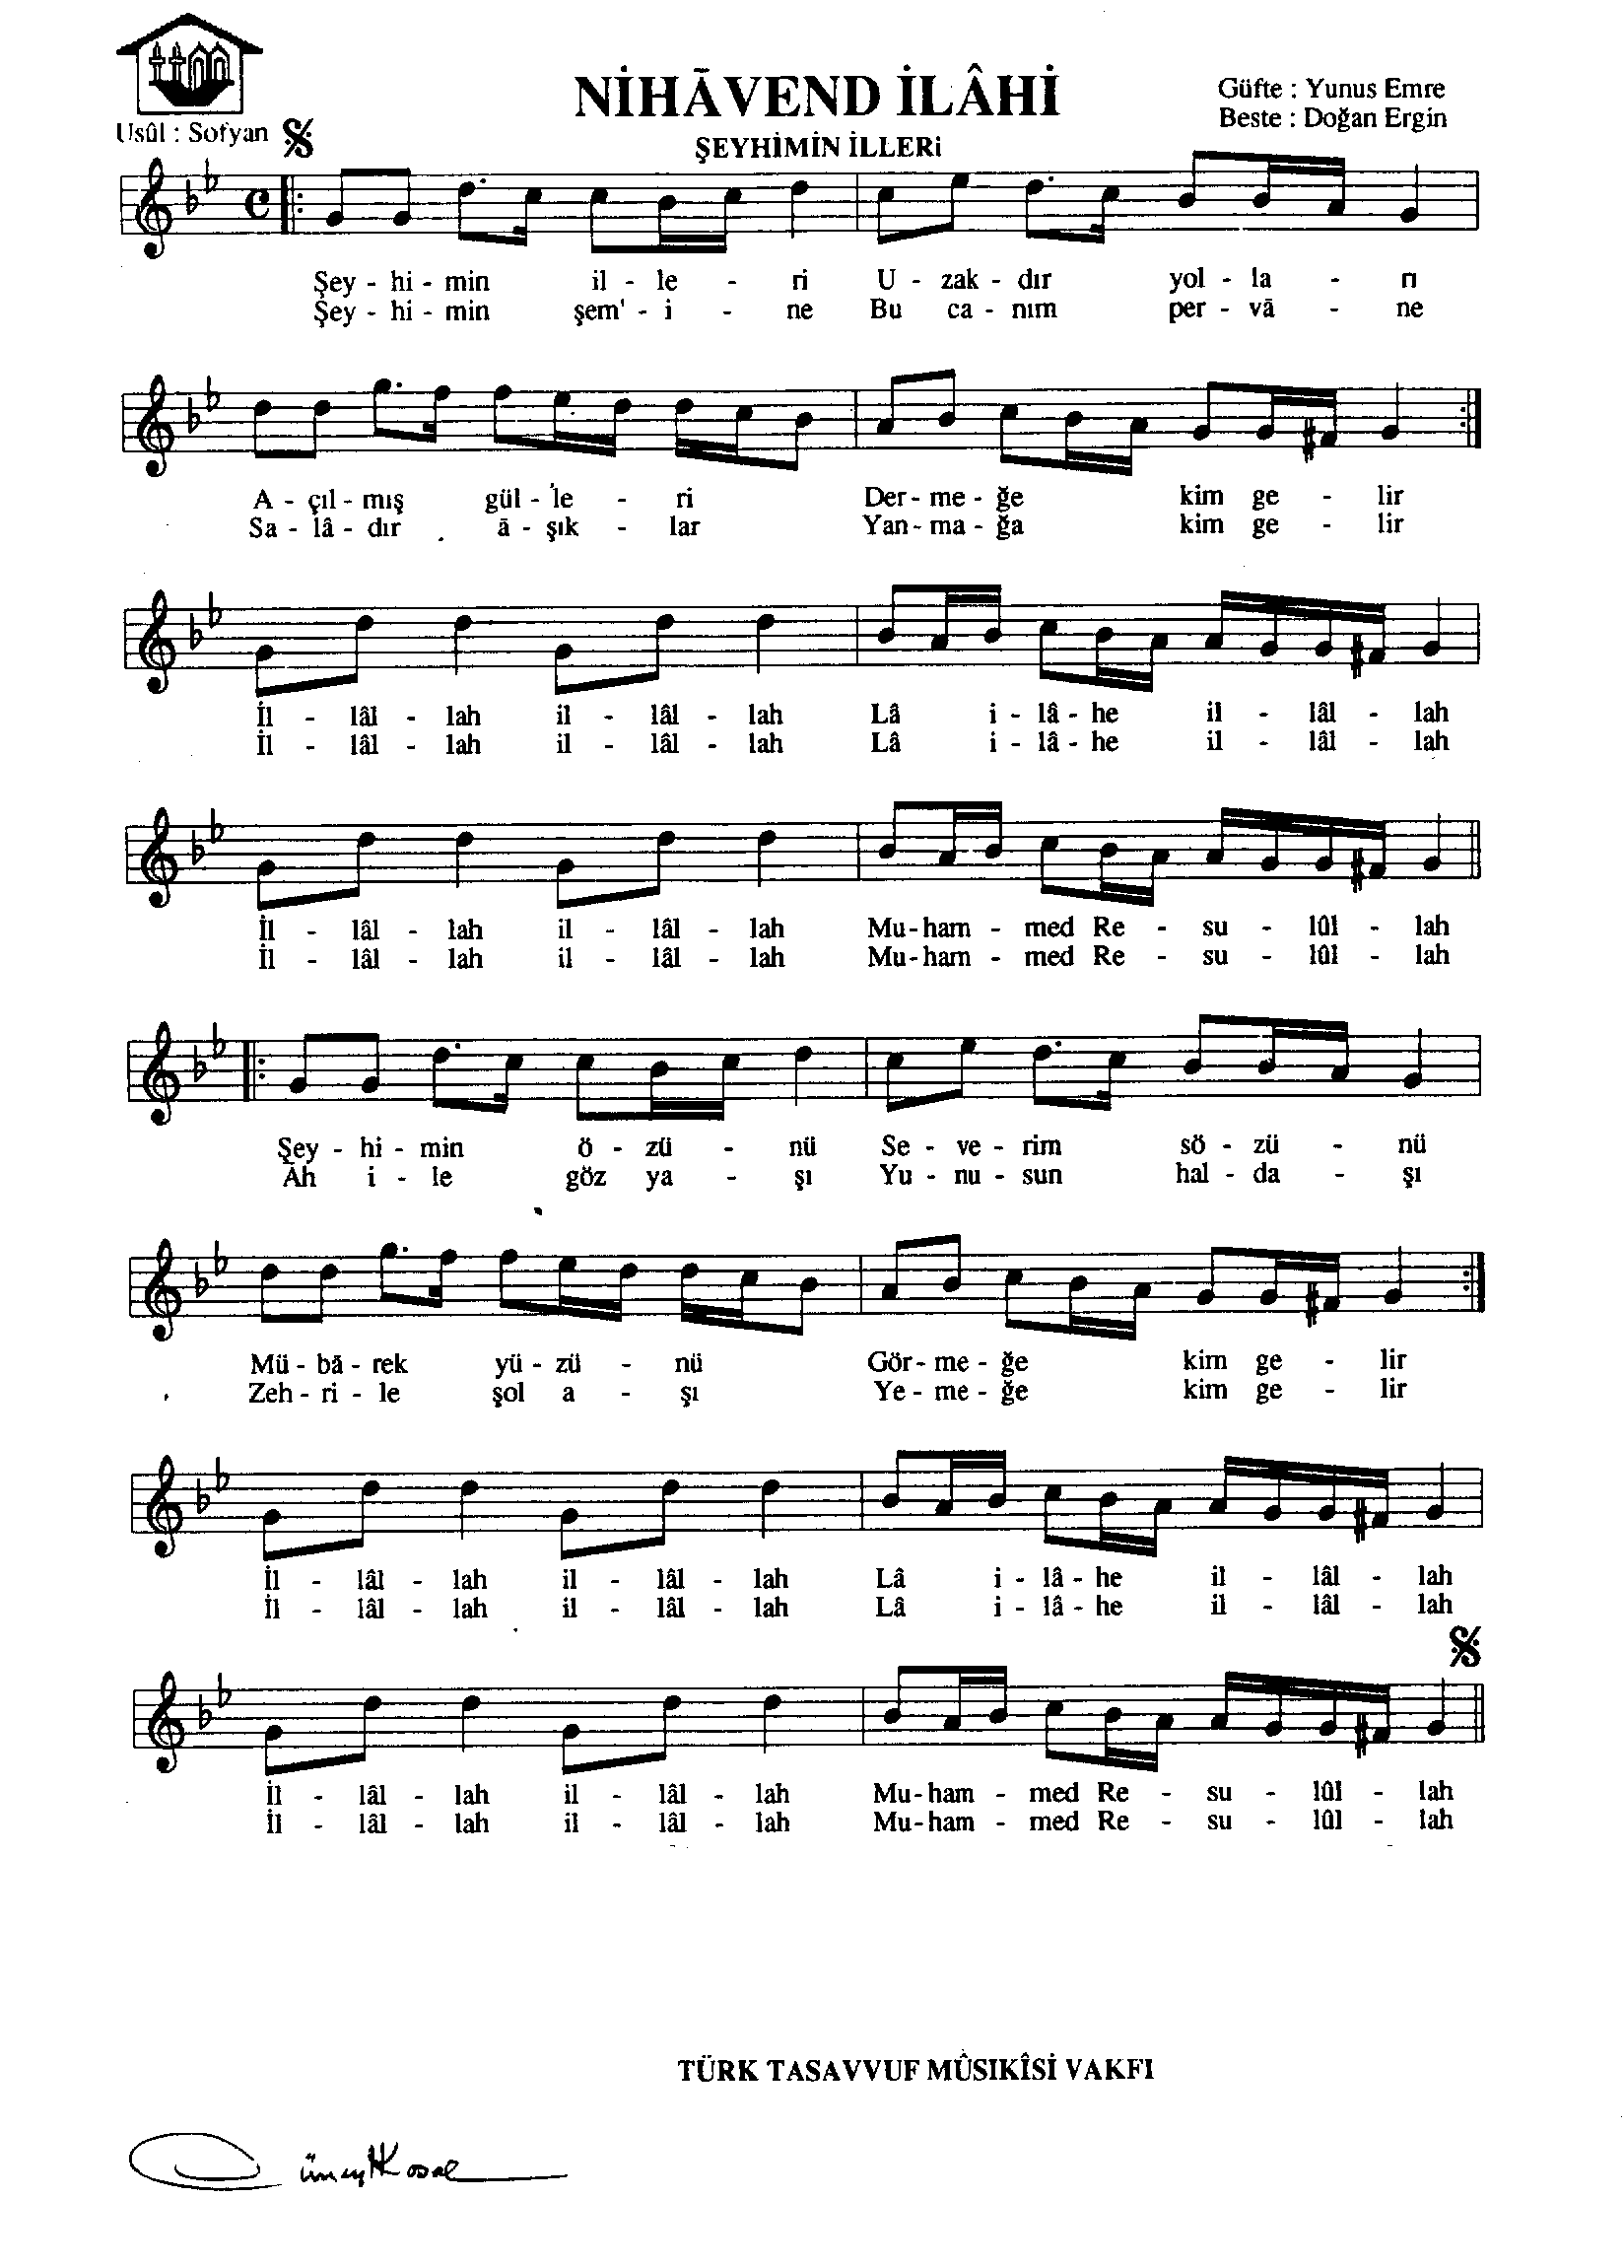 NİHĀVEND İLÂHİ
Güfte : Yunus Emre
Beste : Doğan Ergin
Usûl : Sofyan
ŞEYHİMİN İLLERi
Şey - hi - min il - le - ri U - zak - dır yol - la - rı
Şey - hi - min şem' - i - ne Bu ca - nım per - vā - ne
A - çıl - mış gül - le - ri Der - me - ğe kim ge - lir
Sa - lâ - dır ā - şık - lar Yan - ma - ğa kim ge - lir
İl - lâl - lah il - lâl - lah Lâ i - lâ - he il - lâl - lah
İl - lâl - lah il - lâl - lah Lâ i - lâ - he il - lâl - lah
İl - lâl - lah il - lâl - lah Mu - ham - med Re - su - lûl - lah
İl - lâl - lah il - lâl - lah Mu - ham - med Re - su - lûl - lah
Şey - hi - min ö - zü - nü Se - ve - rim sö - zü - nü
Āh i - le göz ya - şı Yu - nu - sun hal - da - şı
Mü - bā - rek yü - zü - nü Gör - me - ğe kim ge - lir
Zeh - ri - le şol a - şı Ye - me - ğe kim ge - lir
İl - lâl - lah il - lâl - lah Lâ i - lâ - he il - lâl - lah
İl - lâl - lah il - lâl - lah Lâ i - lâ - he il - lâl - lah
İl - lâl - lah il - lâl - lah Mu - ham - med Re - su - lûl - lah
İl - lâl - lah il - lâl - lah Mu - ham - med Re - su - lûl - lah
TÜRK TASAVVUF MÛSIKÎSİ VAKFI